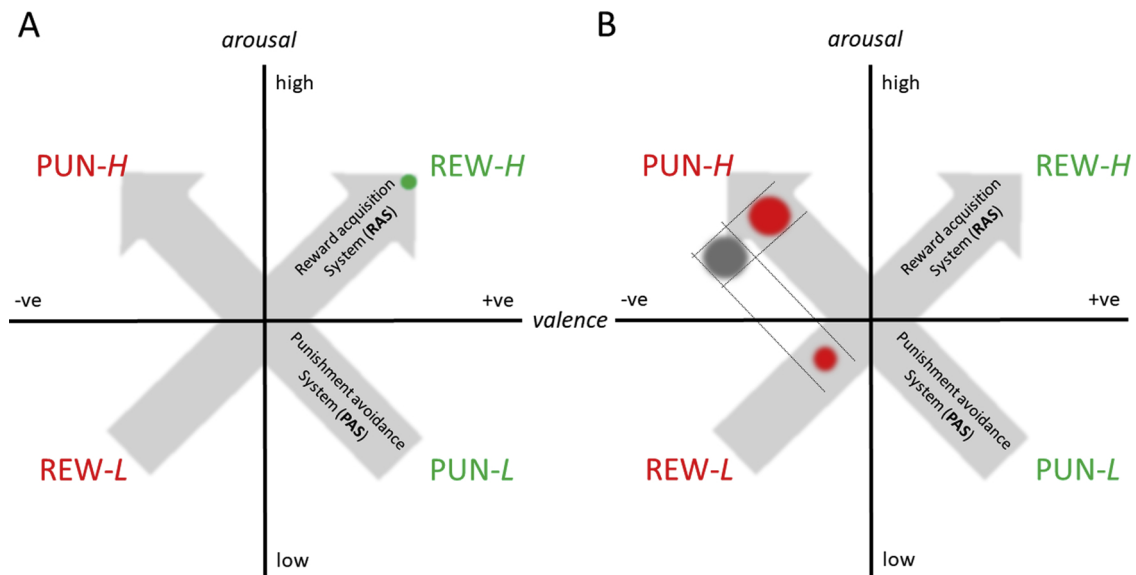 A
arousal
high
PUN-H
REW-H
Reward acquisition
System (RAS)
-ve
+ve
valence
Punishment avoidance
System (PAS)
REW-L
PUN-L
low
B
arousal
high
PUN-H
REW-H
Reward acquisition
System (RAS)
-ve
+ve
Punishment avoidance
System (PAS)
REW-L
PUN-L
low